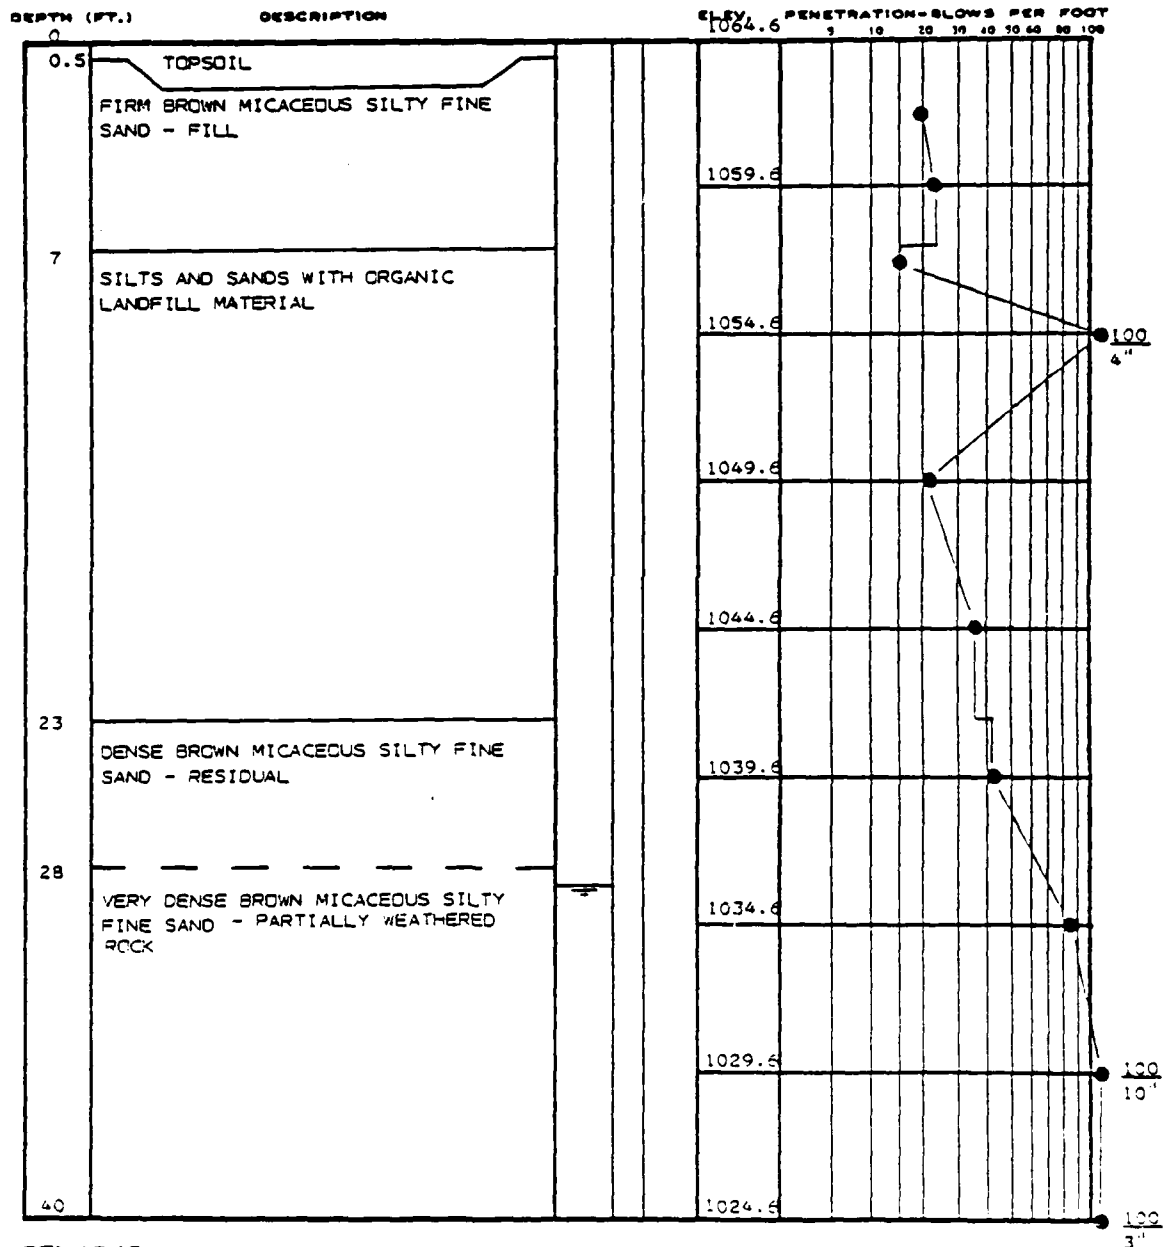 DEPTH (FT.) DESCRIPTION ELEV. PENETRATION-BLOWS PER FOOT
0 1064.6 5 10 20 30 40 50 60 80 100
0.5 TOPSOIL
FIRM BROWN MICACEOUS SILTY FINE
SAND - FILL
1059.6
7
SILTS AND SANDS WITH ORGANIC
LANDFILL MATERIAL
1054.6 100
4"
1049.6
1044.6
23
DENSE BROWN MICACEOUS SILTY FINE
SAND - RESIDUAL
1039.6
28
VERY DENSE BROWN MICACEOUS SILTY
FINE SAND - PARTIALLY WEATHERED
ROCK
1034.6
1029.6 100
10"
40 1024.6 100
3"